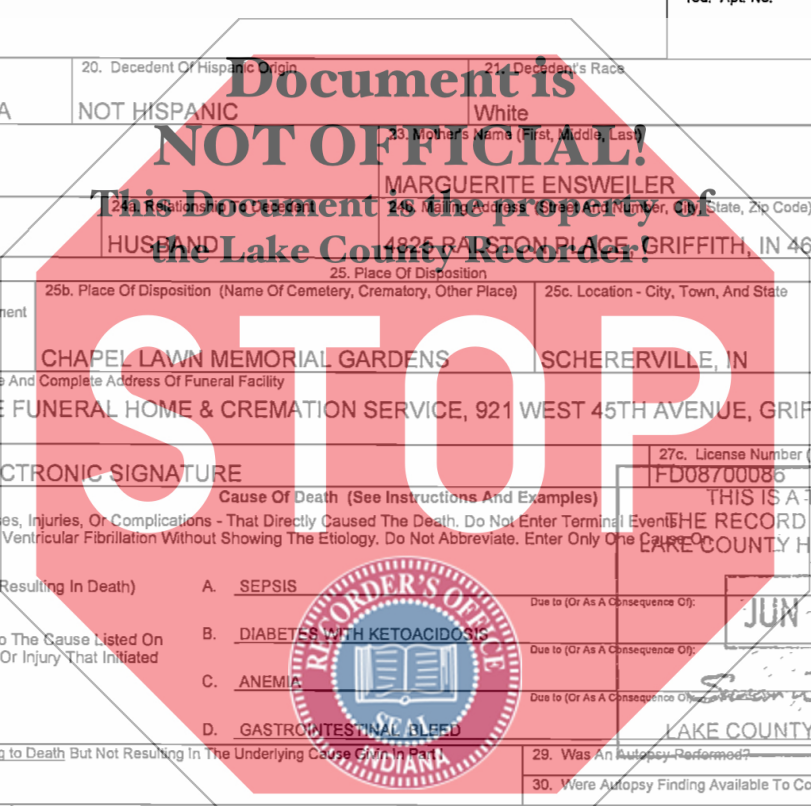 20. Decedent Of Hispanic Origin
21. Decedent's Race
Document is
A
NOT HISPANIC
White
23. Mother's Name (First, Middle, Last)
NOT OFFICIAL!
MARGUERITE ENSWEILER
This Document is the property of
24a. Relationship To Decedent
24b. Mailing Address (Street And Number, City, State, Zip Code)
HUSBAND
4825 RALSTON PLACE, GRIFFITH, IN 46
the Lake County Recorder!
25. Place Of Disposition
25b. Place Of Disposition (Name Of Cemetery, Crematory, Other Place)
25c. Location - City, Town, And State
ment
STOP
CHAPEL LAWN MEMORIAL GARDENS
SCHERERVILLE, IN
e And Complete Address Of Funeral Facility
E FUNERAL HOME & CREMATION SERVICE, 921 WEST 45TH AVENUE, GRIF
27c. License Number (
CTRONIC SIGNATURE
FD08700086
Cause Of Death (See Instructions And Examples)
THIS IS A T
ses, Injuries, Or Complications - That Directly Caused The Death. Do Not Enter Terminal Events
THE RECORD
Ventricular Fibrillation Without Showing The Etiology. Do Not Abbreviate. Enter Only One Cause On
LAKE COUNTY H
Resulting In Death)
A. SEPSIS
Due to (Or As A Consequence Of):
JUN
o The Cause Listed On
Or Injury That Initiated
B. DIABETES WITH KETOACIDOSIS
Due to (Or As A Consequence Of):
C. ANEMIA
Due to (Or As A Consequence Of):
D. GASTROINTESTINAL BLEED
LAKE COUNTY
RECORDER'S OFFICE
SEAL
INDIANA
g to Death But Not Resulting In The Underlying Cause Givin In Part I
29. Was An Autopsy Performed?
30. Were Autopsy Finding Available To Co